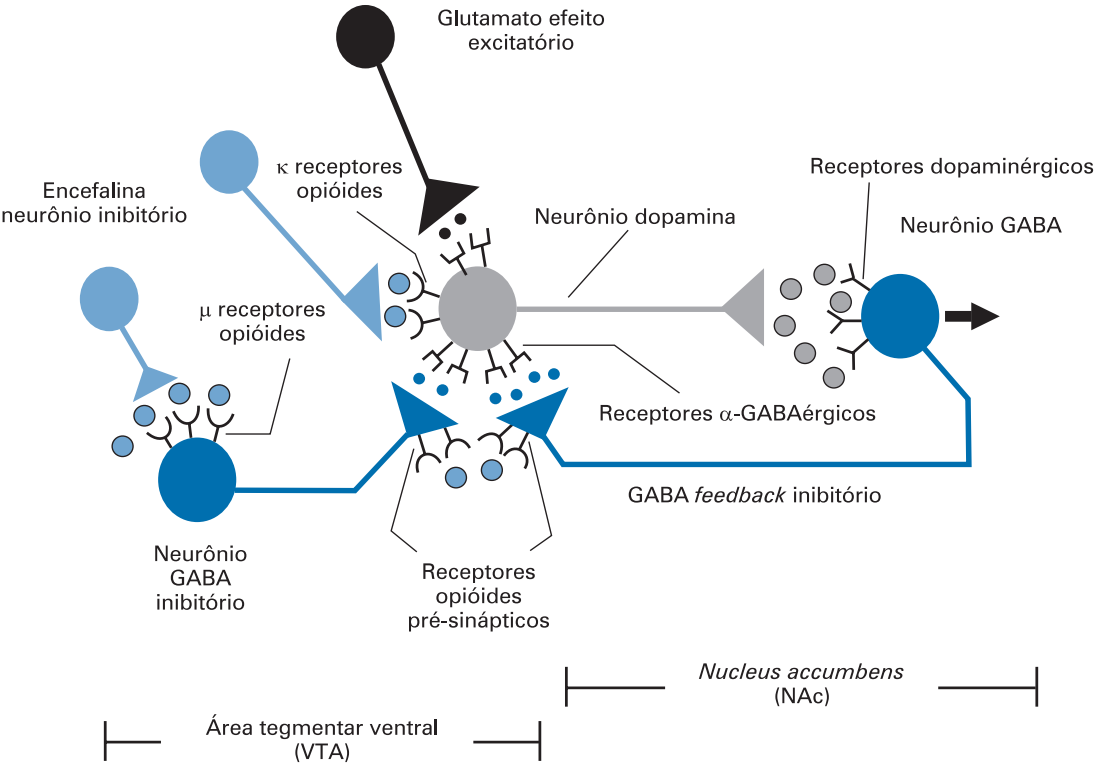 Glutamato efeito
excitatório
κ receptores
opióides
Receptores dopaminérgicos
Encefalina
neurônio inibitório
Neurônio dopamina
Neurônio GABA
μ receptores
opióides
Receptores α-GABAérgicos
GABA feedback inibitório
Neurônio
GABA
inibitório
Receptores
opióides
pré-sinápticos
Nucleus accumbens
(NAc)
Área tegmentar ventral
(VTA)